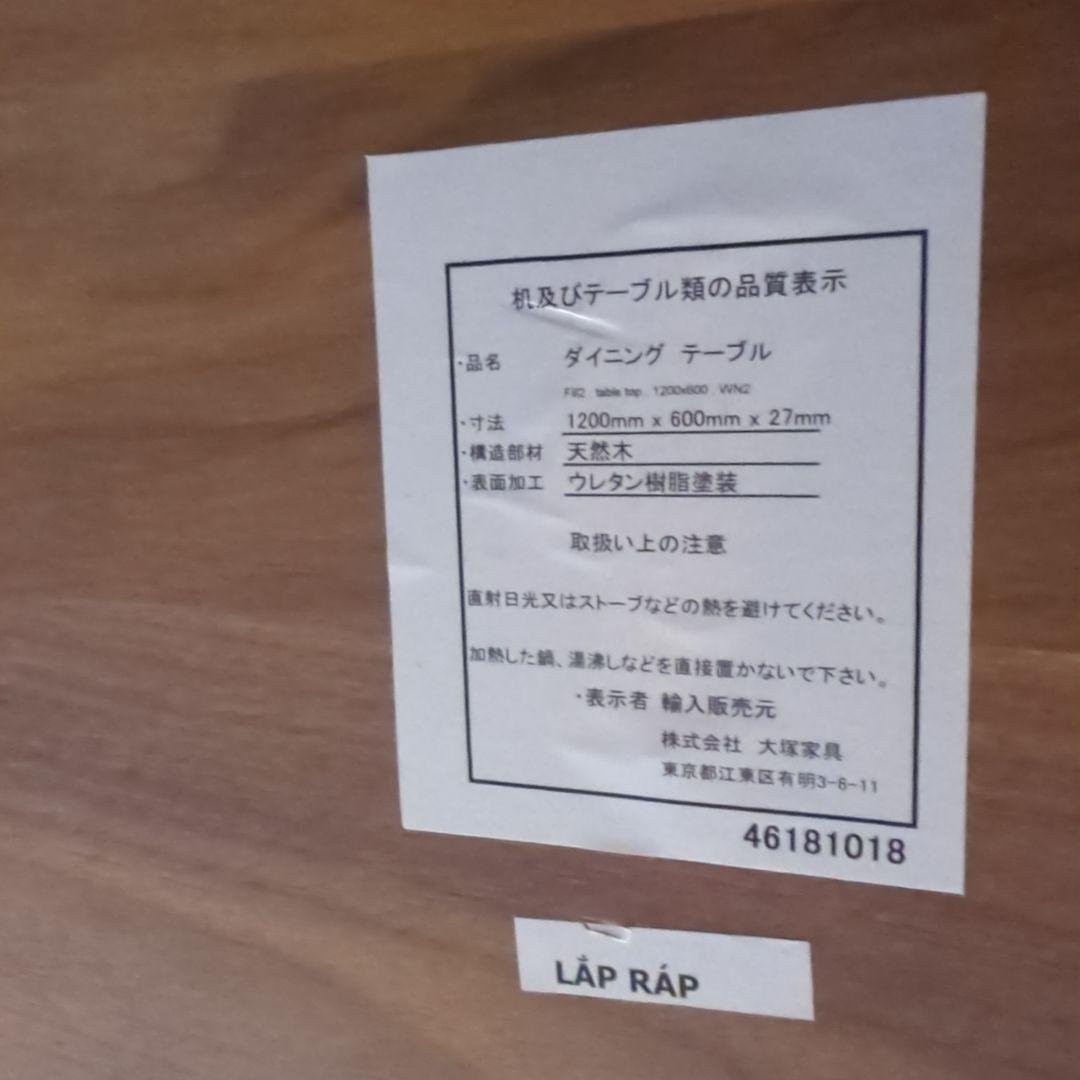 机及びテーブル類の品質表示
・品名 ダイニング テーブル
Fil2 . table top . 1200x600 . WN2
・寸法 1200mm x 600mm x 27mm
・構造部材 天然木
・表面加工 ウレタン樹脂塗装
取扱い上の注意
直射日光又はストーブなどの熱を避けてください。
加熱した鍋、湯沸しなどを直接置かないで下さい。
・表示者 輸入販売元
株式会社 大塚家具
東京都江東区有明3-6-11
46181018
LẮP RÁP